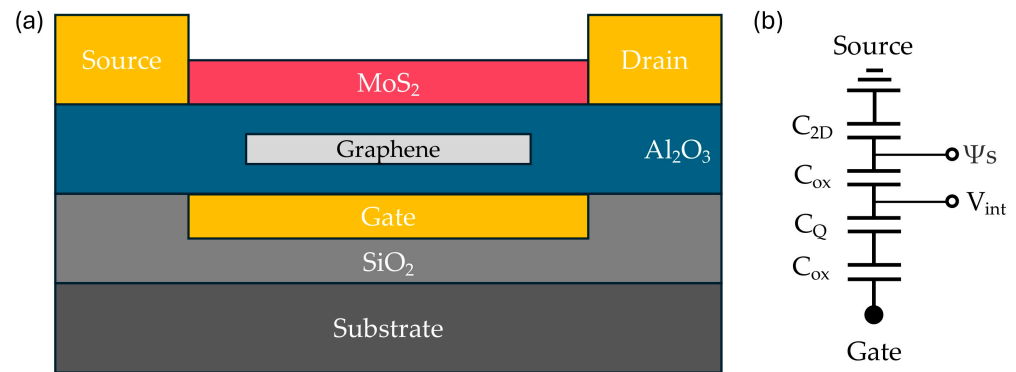 (a)
Source
Drain
MoS₂
Graphene
Al₂O₃
Gate
SiO₂
Substrate
(b)
Source
C₂D
Ψs
Cox
Vint
CQ
Cox
Gate